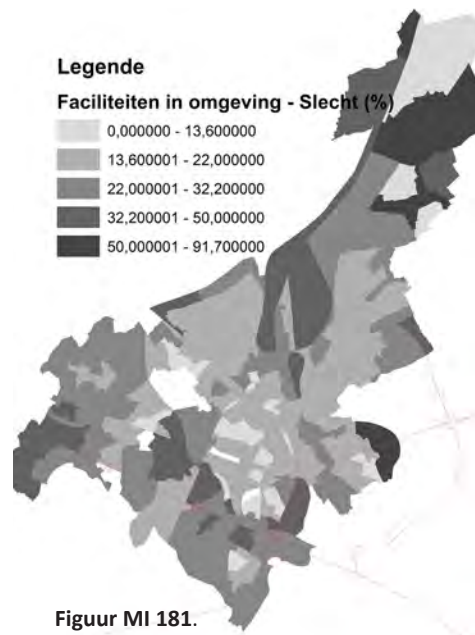 Legende
Faciliteiten in omgeving - Slecht (%)
0,000000 - 13,600000
13,600001 - 22,000000
22,000001 - 32,200000
32,200001 - 50,000000
50,000001 - 91,700000
Figuur MI 181.